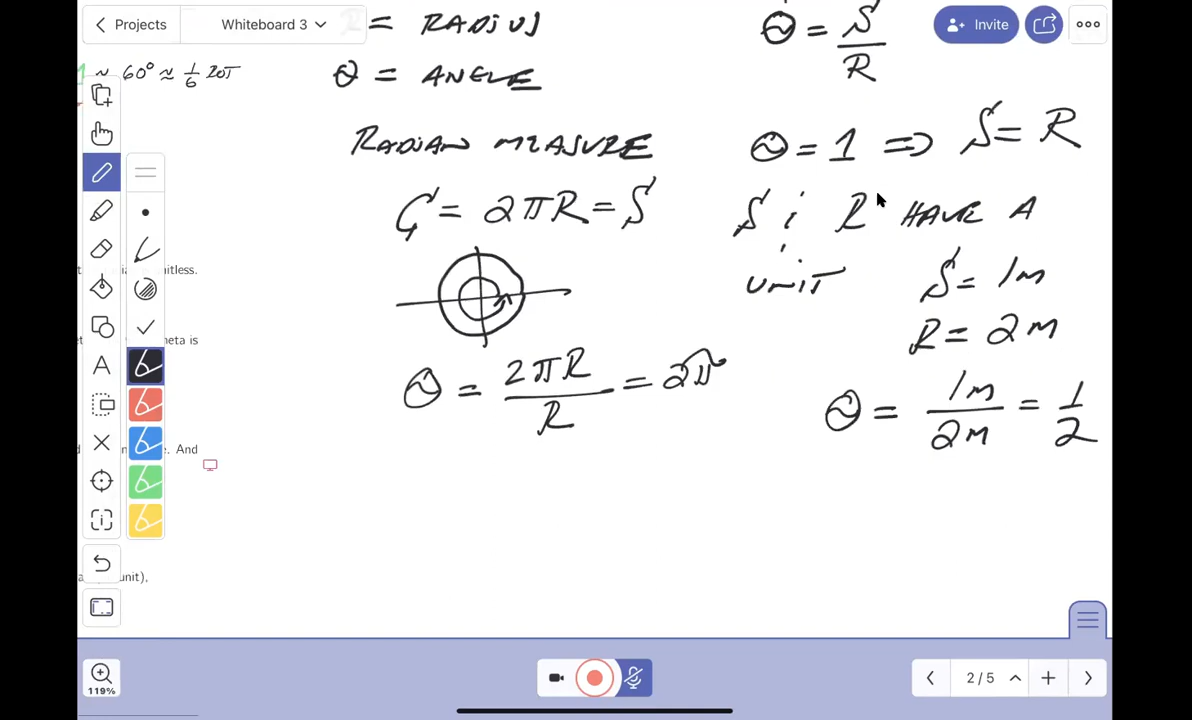 Projects
Whiteboard 3
Invite
R = RADIUS
θ = S/R
≈ 60° ≈ 1/6 ROT
θ = ANGLE
RADIAN MEASURE
θ = 1 ⇒ S = R
C = 2πR = S
S ; R HAVE A
UNIT
itless.
S = 1M
R = 2M
eta is
θ = 2πR/R = 2π
θ = 1M/2M = 1/2
. And
unit),
119%
2 / 5